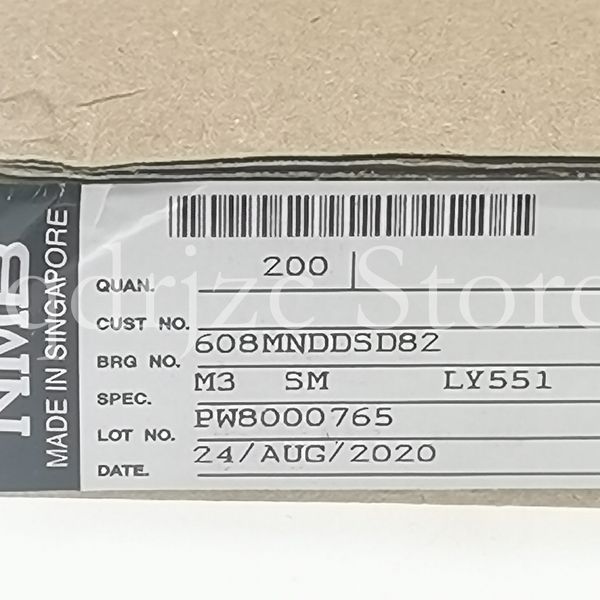 NMB
MADE IN SINGAPORE
QUAN. 200
CUST NO.
BRG NO. 608MNDDSD82
SPEC. M3 SM LY551
LOT NO. PW8000765
DATE. 24/AUG/2020
cdrjzc Store